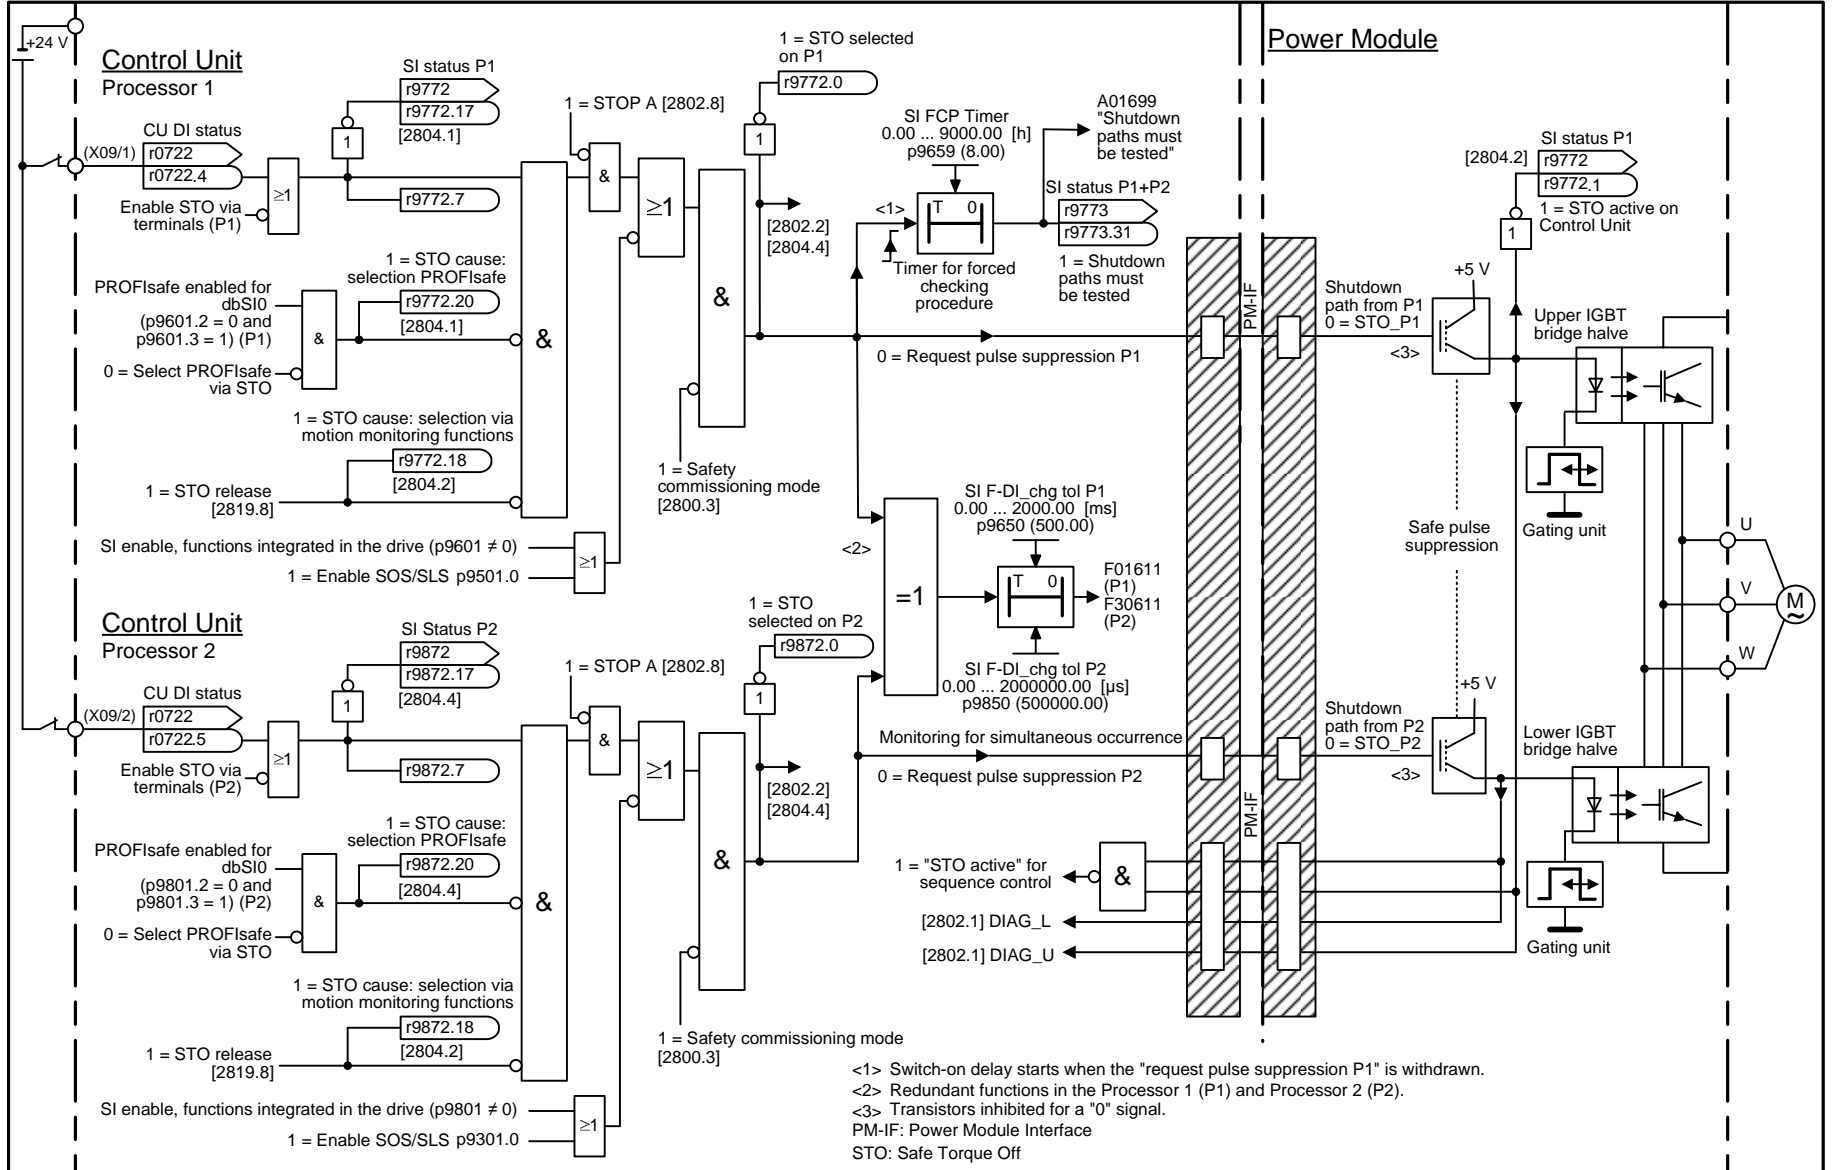 +24 V
Control Unit
Processor 1
SI status P1
r9772
r9772.17
[2804.1]
1
CU DI status
(X09/1)
r0722
r0722.4
≥1
Enable STO via
terminals (P1)
r9772.7
1 = STO cause:
selection PROFIsafe
r9772.20
[2804.1]
PROFIsafe enabled for
dbSI0
(p9601.2 = 0 and
p9601.3 = 1) (P1)
&
0 = Select PROFIsafe
via STO
1 = STO cause: selection via
motion monitoring functions
r9772.18
[2804.2]
1 = STO release
[2819.8]
&
SI enable, functions integrated in the drive (p9601 ≠ 0)
1 = Enable SOS/SLS p9501.0
≥1
1 = STOP A [2802.8]
&
≥1
&
1 = Safety
commissioning mode
[2800.3]
1 = STO selected
on P1
r9772.0
1
[2802.2]
[2804.4]
SI FCP Timer
0.00 ... 9000.00 [h]
p9659 (8.00)
<1>
T 0
Timer for forced
checking
procedure
A01699
"Shutdown
paths must
be tested"
SI status P1+P2
r9773
r9773.31
1 = Shutdown
paths must
be tested
0 = Request pulse suppression P1
<2>
=1
SI F-DI_chg tol P1
0.00 ... 2000.00 [ms]
p9650 (500.00)
T 0
F01611
(P1)
F30611
(P2)
SI F-DI_chg tol P2
0.00 ... 2000000.00 [µs]
p9850 (500000.00)
Monitoring for simultaneous occurrence
0 = Request pulse suppression P2
Control Unit
Processor 2
SI Status P2
r9872
r9872.17
[2804.4]
1
CU DI status
(X09/2)
r0722
r0722.5
≥1
Enable STO via
terminals (P2)
r9872.7
1 = STO cause:
selection PROFIsafe
r9872.20
[2804.4]
PROFIsafe enabled for
dbSI0
(p9801.2 = 0 and
p9801.3 = 1) (P2)
&
0 = Select PROFIsafe
via STO
1 = STO cause: selection via
motion monitoring functions
r9872.18
[2804.2]
1 = STO release
[2819.8]
&
SI enable, functions integrated in the drive (p9801 ≠ 0)
1 = Enable SOS/SLS p9301.0
≥1
1 = STOP A [2802.8]
&
≥1
&
1 = Safety commissioning mode
[2800.3]
1 = STO
selected on P2
r9872.0
1
[2802.2]
[2804.4]
1 = "STO active" for
sequence control
&
[2802.1] DIAG_L
[2802.1] DIAG_U
PM-IF
PM-IF
Power Module
SI status P1
[2804.2]
r9772
r9772.1
1 = STO active on
Control Unit
1
+5 V
Shutdown
path from P1
0 = STO_P1
<3>
Upper IGBT
bridge halve
Gating unit
Safe pulse
suppression
U
V
W
M
~
+5 V
Shutdown
path from P2
0 = STO_P2
<3>
Lower IGBT
bridge halve
Gating unit
<1> Switch-on delay starts when the "request pulse suppression P1" is withdrawn.
<2> Redundant functions in the Processor 1 (P1) and Processor 2 (P2).
<3> Transistors inhibited for a "0" signal.
PM-IF: Power Module Interface
STO: Safe Torque Off